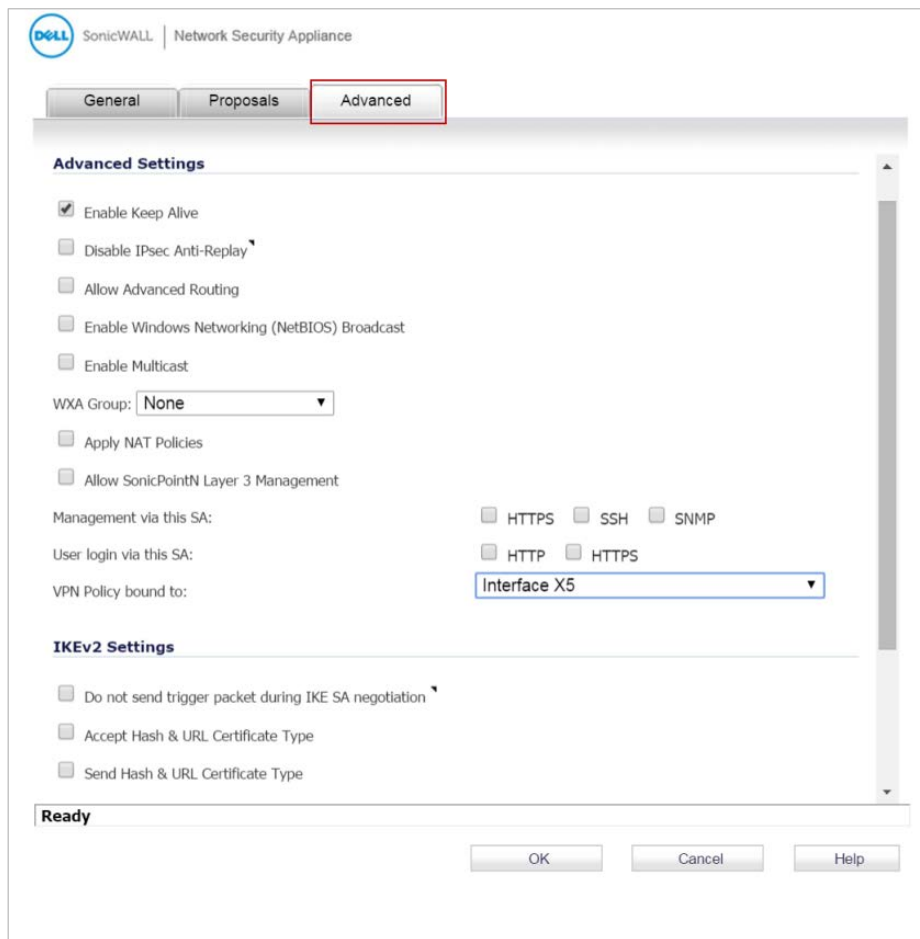 DELL SonicWALL | Network Security Appliance
General Proposals Advanced
Advanced Settings
Enable Keep Alive
Disable IPsec Anti-Replay
Allow Advanced Routing
Enable Windows Networking (NetBIOS) Broadcast
Enable Multicast
WXA Group: None
Apply NAT Policies
Allow SonicPointN Layer 3 Management
Management via this SA: HTTPS SSH SNMP
User login via this SA: HTTP HTTPS
VPN Policy bound to: Interface X5
IKEv2 Settings
Do not send trigger packet during IKE SA negotiation
Accept Hash & URL Certificate Type
Send Hash & URL Certificate Type
Ready
OK Cancel Help